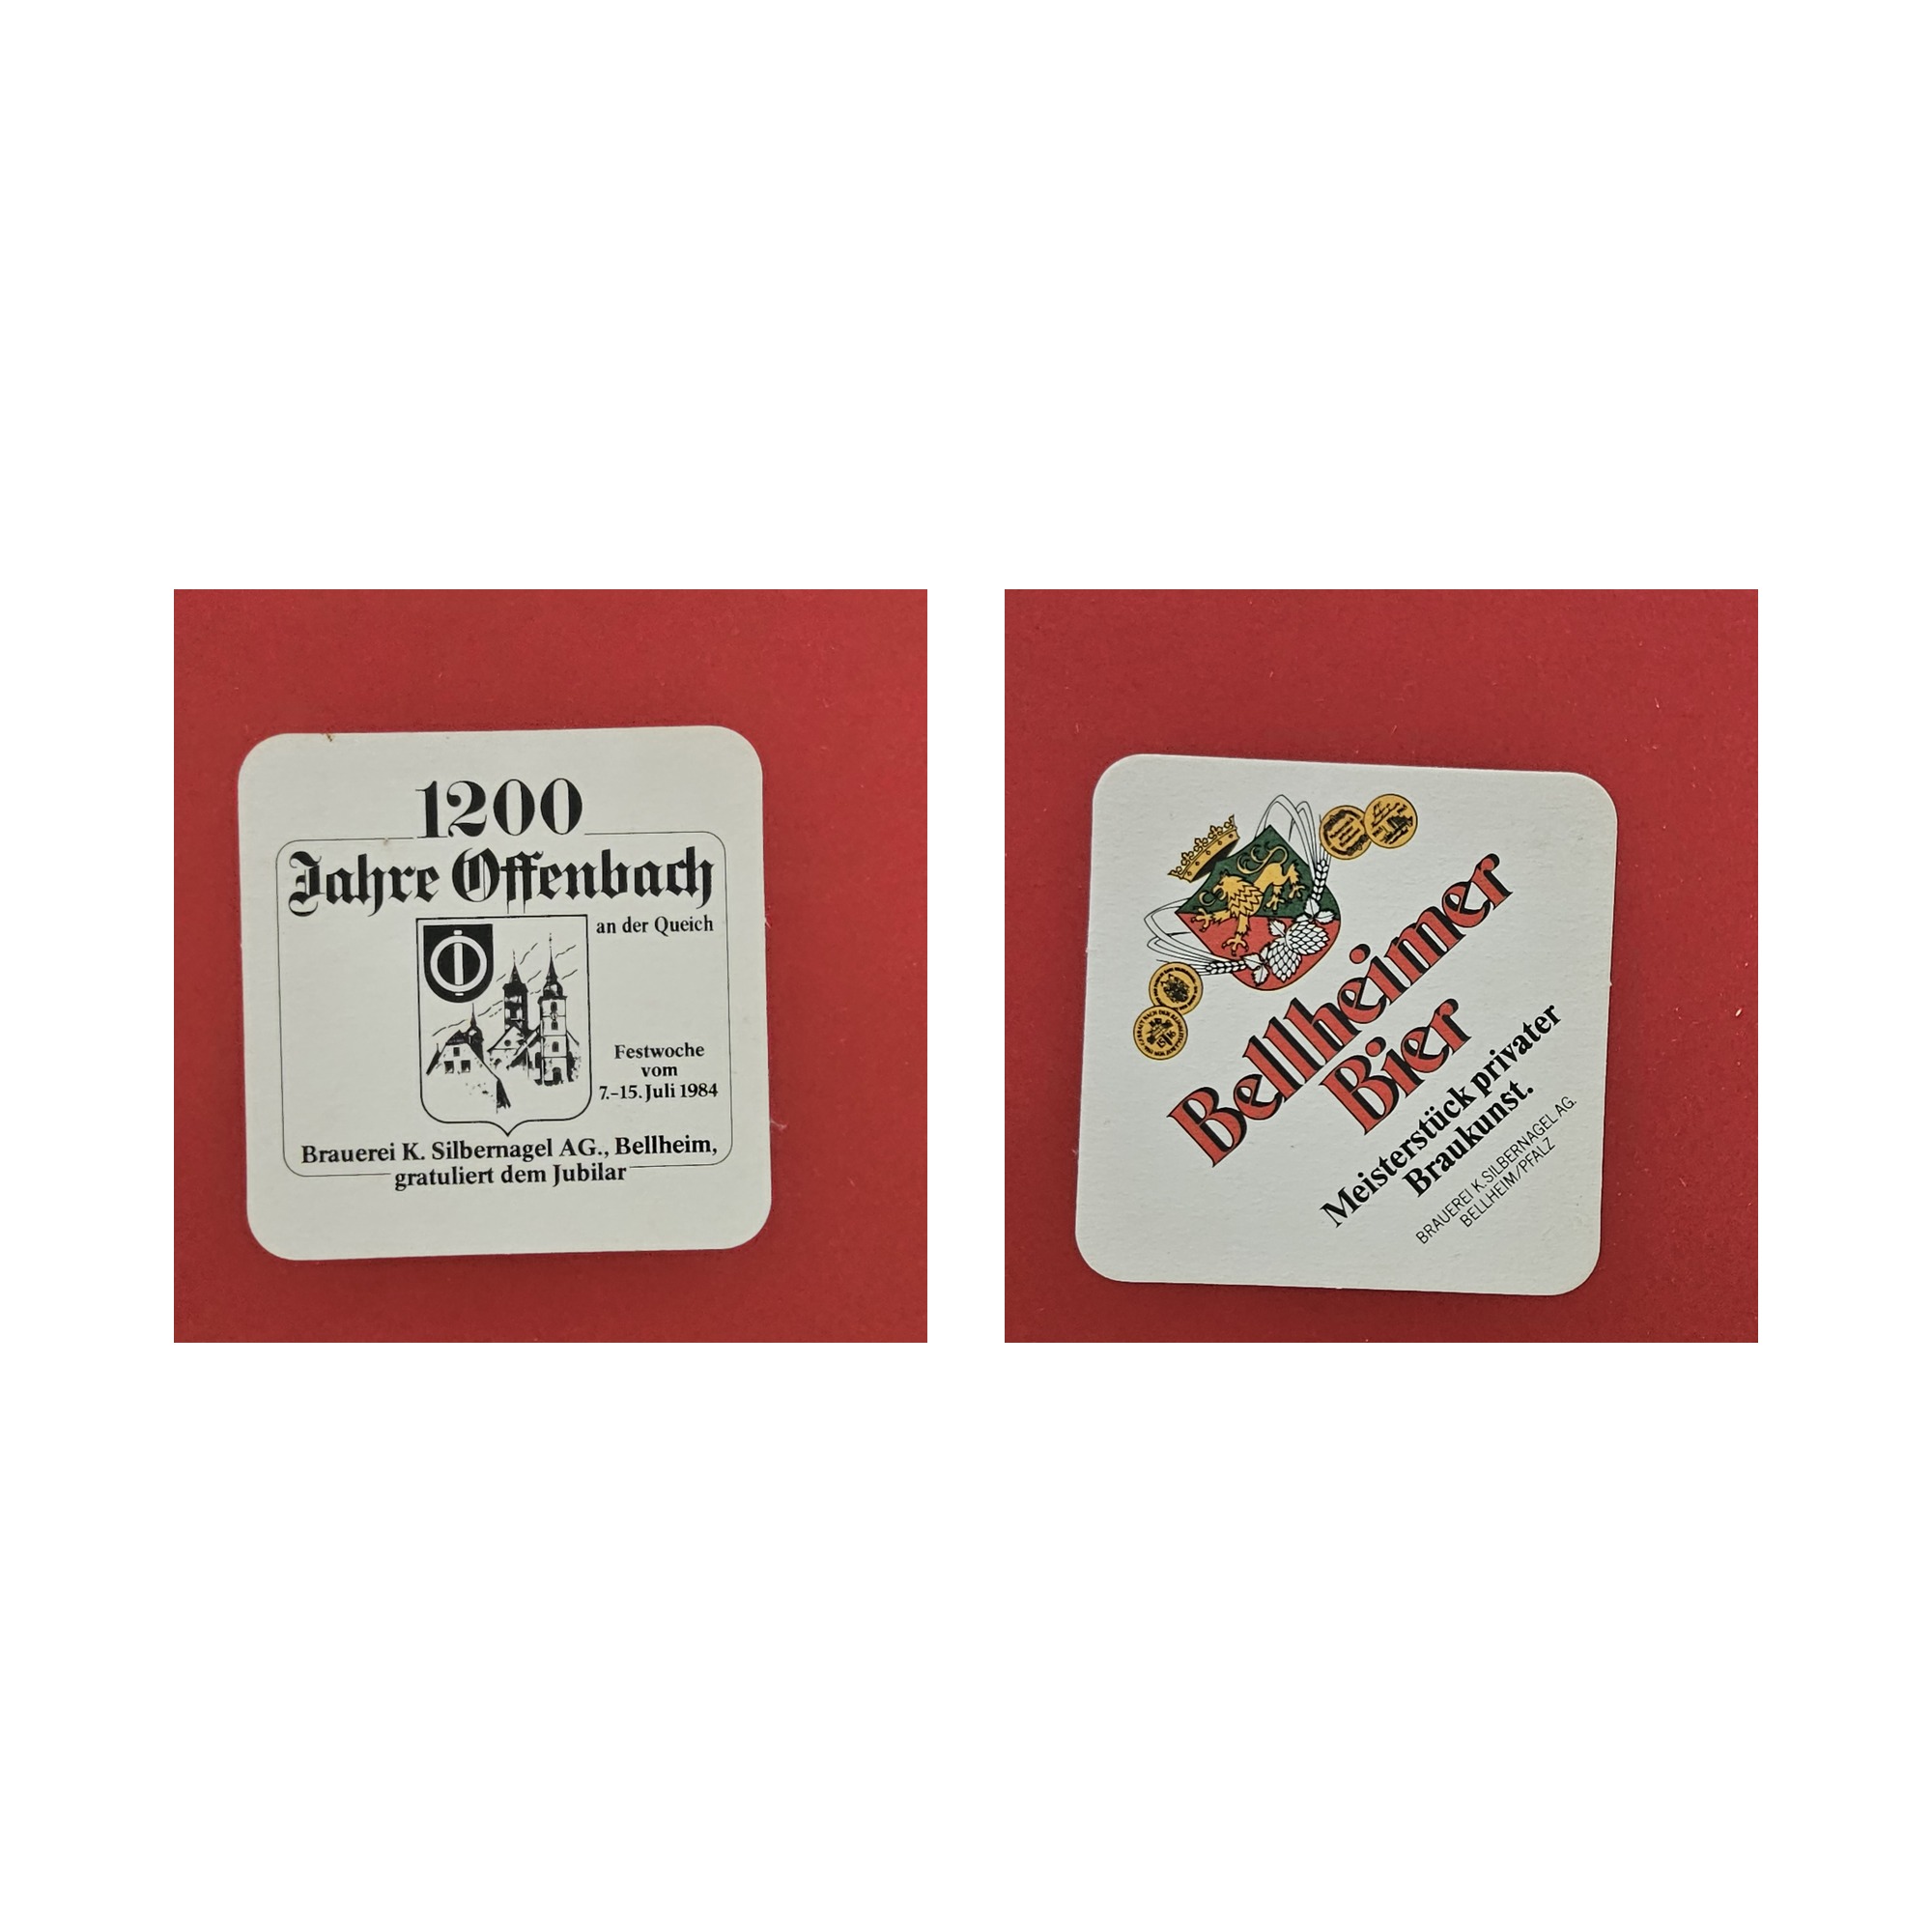 1200
Jahre Offenbach
an der Queich
Festwoche
vom
7.–15. Juli 1984
Brauerei K. Silbernagel AG., Bellheim,
gratuliert dem Jubilar
Bellheimer
Bier
Meisterstück privater
Braukunst.
BRAUEREI K. SILBERNAGEL AG.
BELLHEIM/PFALZ